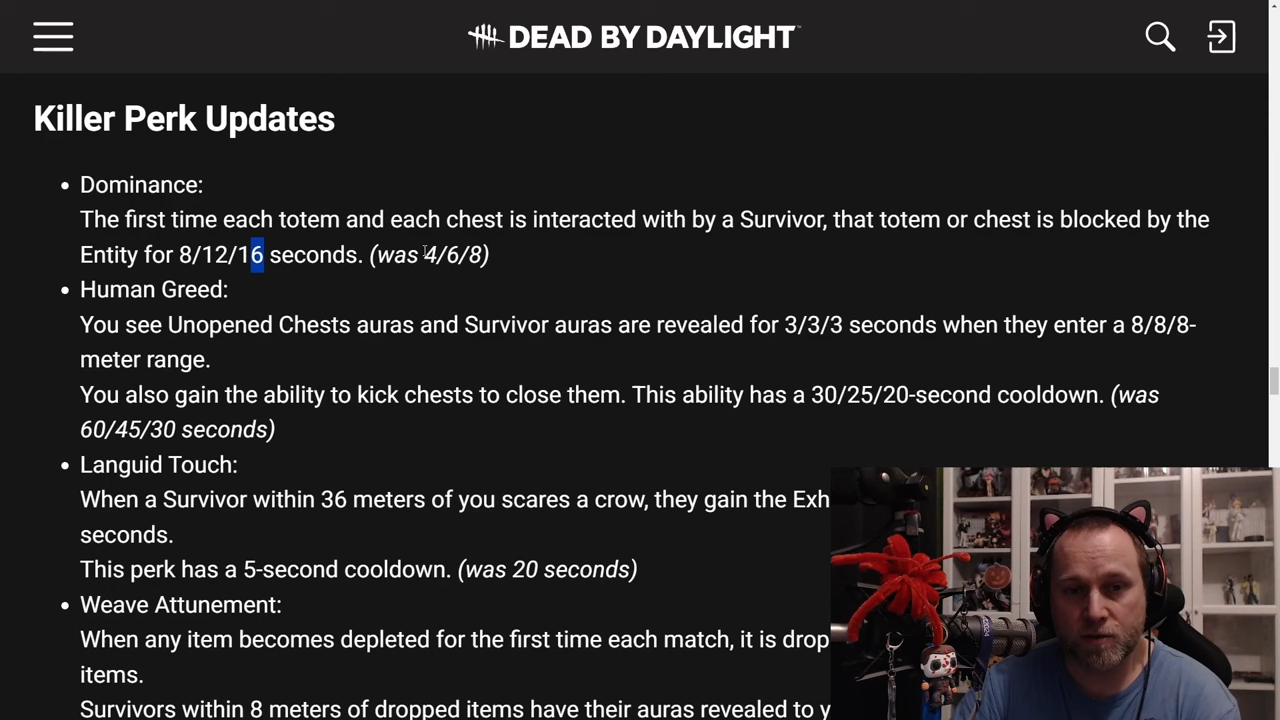 DEAD BY DAYLIGHT
Killer Perk Updates
• Dominance:
The first time each totem and each chest is interacted with by a Survivor, that totem or chest is blocked by the
Entity for 8/12/16 seconds. (was 4/6/8)
• Human Greed:
You see Unopened Chests auras and Survivor auras are revealed for 3/3/3 seconds when they enter a 8/8/8-
meter range.
You also gain the ability to kick chests to close them. This ability has a 30/25/20-second cooldown. (was
60/45/30 seconds)
• Languid Touch:
When a Survivor within 36 meters of you scares a crow, they gain the Exh
seconds.
This perk has a 5-second cooldown. (was 20 seconds)
• Weave Attunement:
When any item becomes depleted for the first time each match, it is drop
items.
Survivors within 8 meters of dropped items have their auras revealed to y